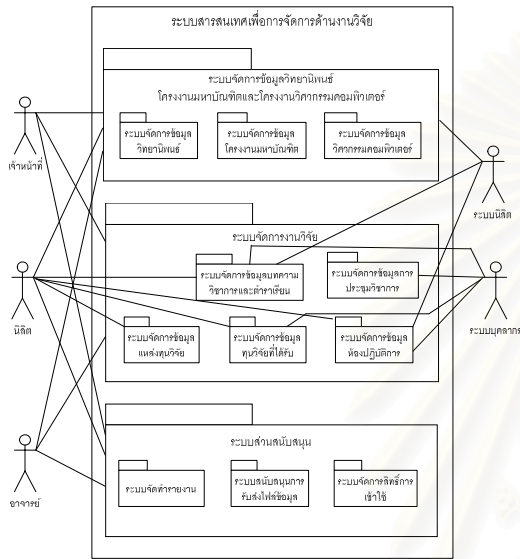 ระบบสารสนเทศเพื่อการจัดการด้านงานวิจัย
ระบบจัดการข้อมูลวิทยานิพนธ์
โครงงานมหาบัณฑิตและโครงงานวิศวกรรมคอมพิวเตอร์
ระบบจัดการข้อมูล
วิทยานิพนธ์
ระบบจัดการข้อมูล
โครงงานมหาบัณฑิต
ระบบจัดการข้อมูล
วิศวกรรมคอมพิวเตอร์
เจ้าหน้าที่
ระบบนิสิต
ระบบจัดการงานวิจัย
ระบบจัดการข้อมูลบทความ
วิชาการและตำราเรียน
ระบบจัดการข้อมูลการ
ประชุมวิชาการ
นิสิต
ระบบบุคลากร
ระบบจัดการข้อมูล
แหล่งทุนวิจัย
ระบบจัดการข้อมูล
ทุนวิจัยที่ได้รับ
ระบบจัดการข้อมูล
ห้องปฏิบัติการ
ระบบส่วนสนับสนุน
ระบบจัดทำรายงาน
ระบบสนับสนุนการ
รับส่งไฟล์ข้อมูล
ระบบจัดการสิทธิ์การ
เข้าใช้
อาจารย์